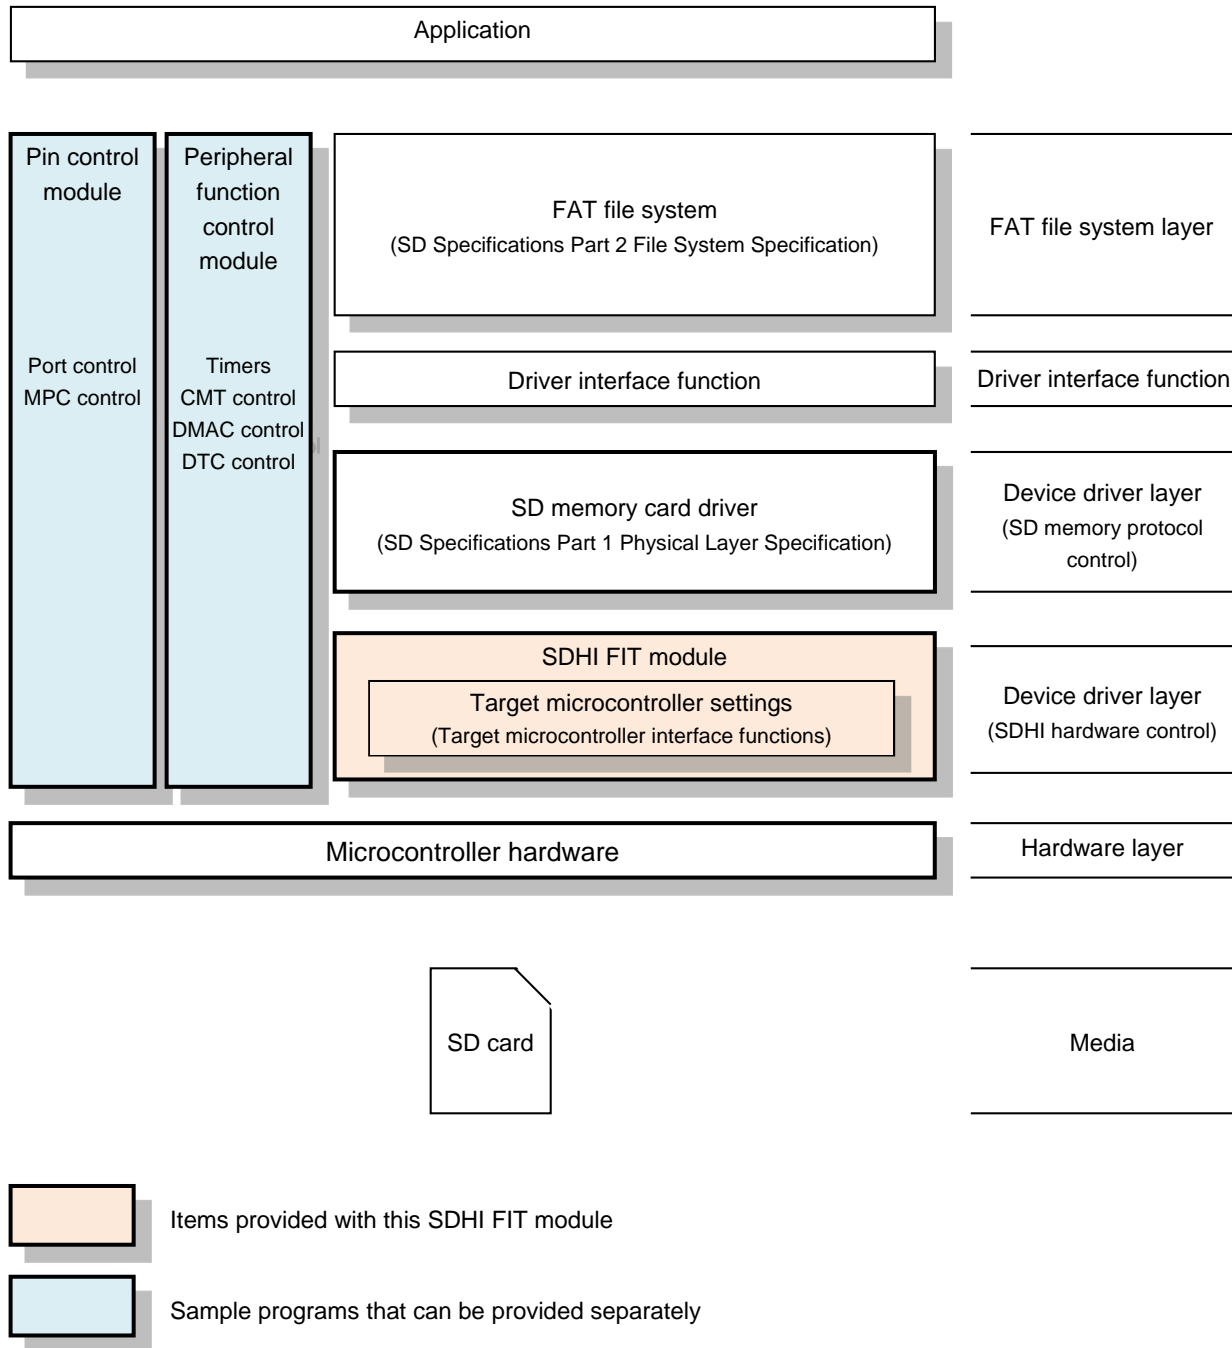 Application
Pin control
module
Port control
MPC control
Peripheral
function
control
module
Timers
CMT control
DMAC control
DTC control
FAT file system
(SD Specifications Part 2 File System Specification)
FAT file system layer
Driver interface function
Driver interface function
SD memory card driver
(SD Specifications Part 1 Physical Layer Specification)
Device driver layer
(SD memory protocol
control)
SDHI FIT module
Target microcontroller settings
(Target microcontroller interface functions)
Device driver layer
(SDHI hardware control)
Microcontroller hardware
Hardware layer
SD card
Media
Items provided with this SDHI FIT module
Sample programs that can be provided separately